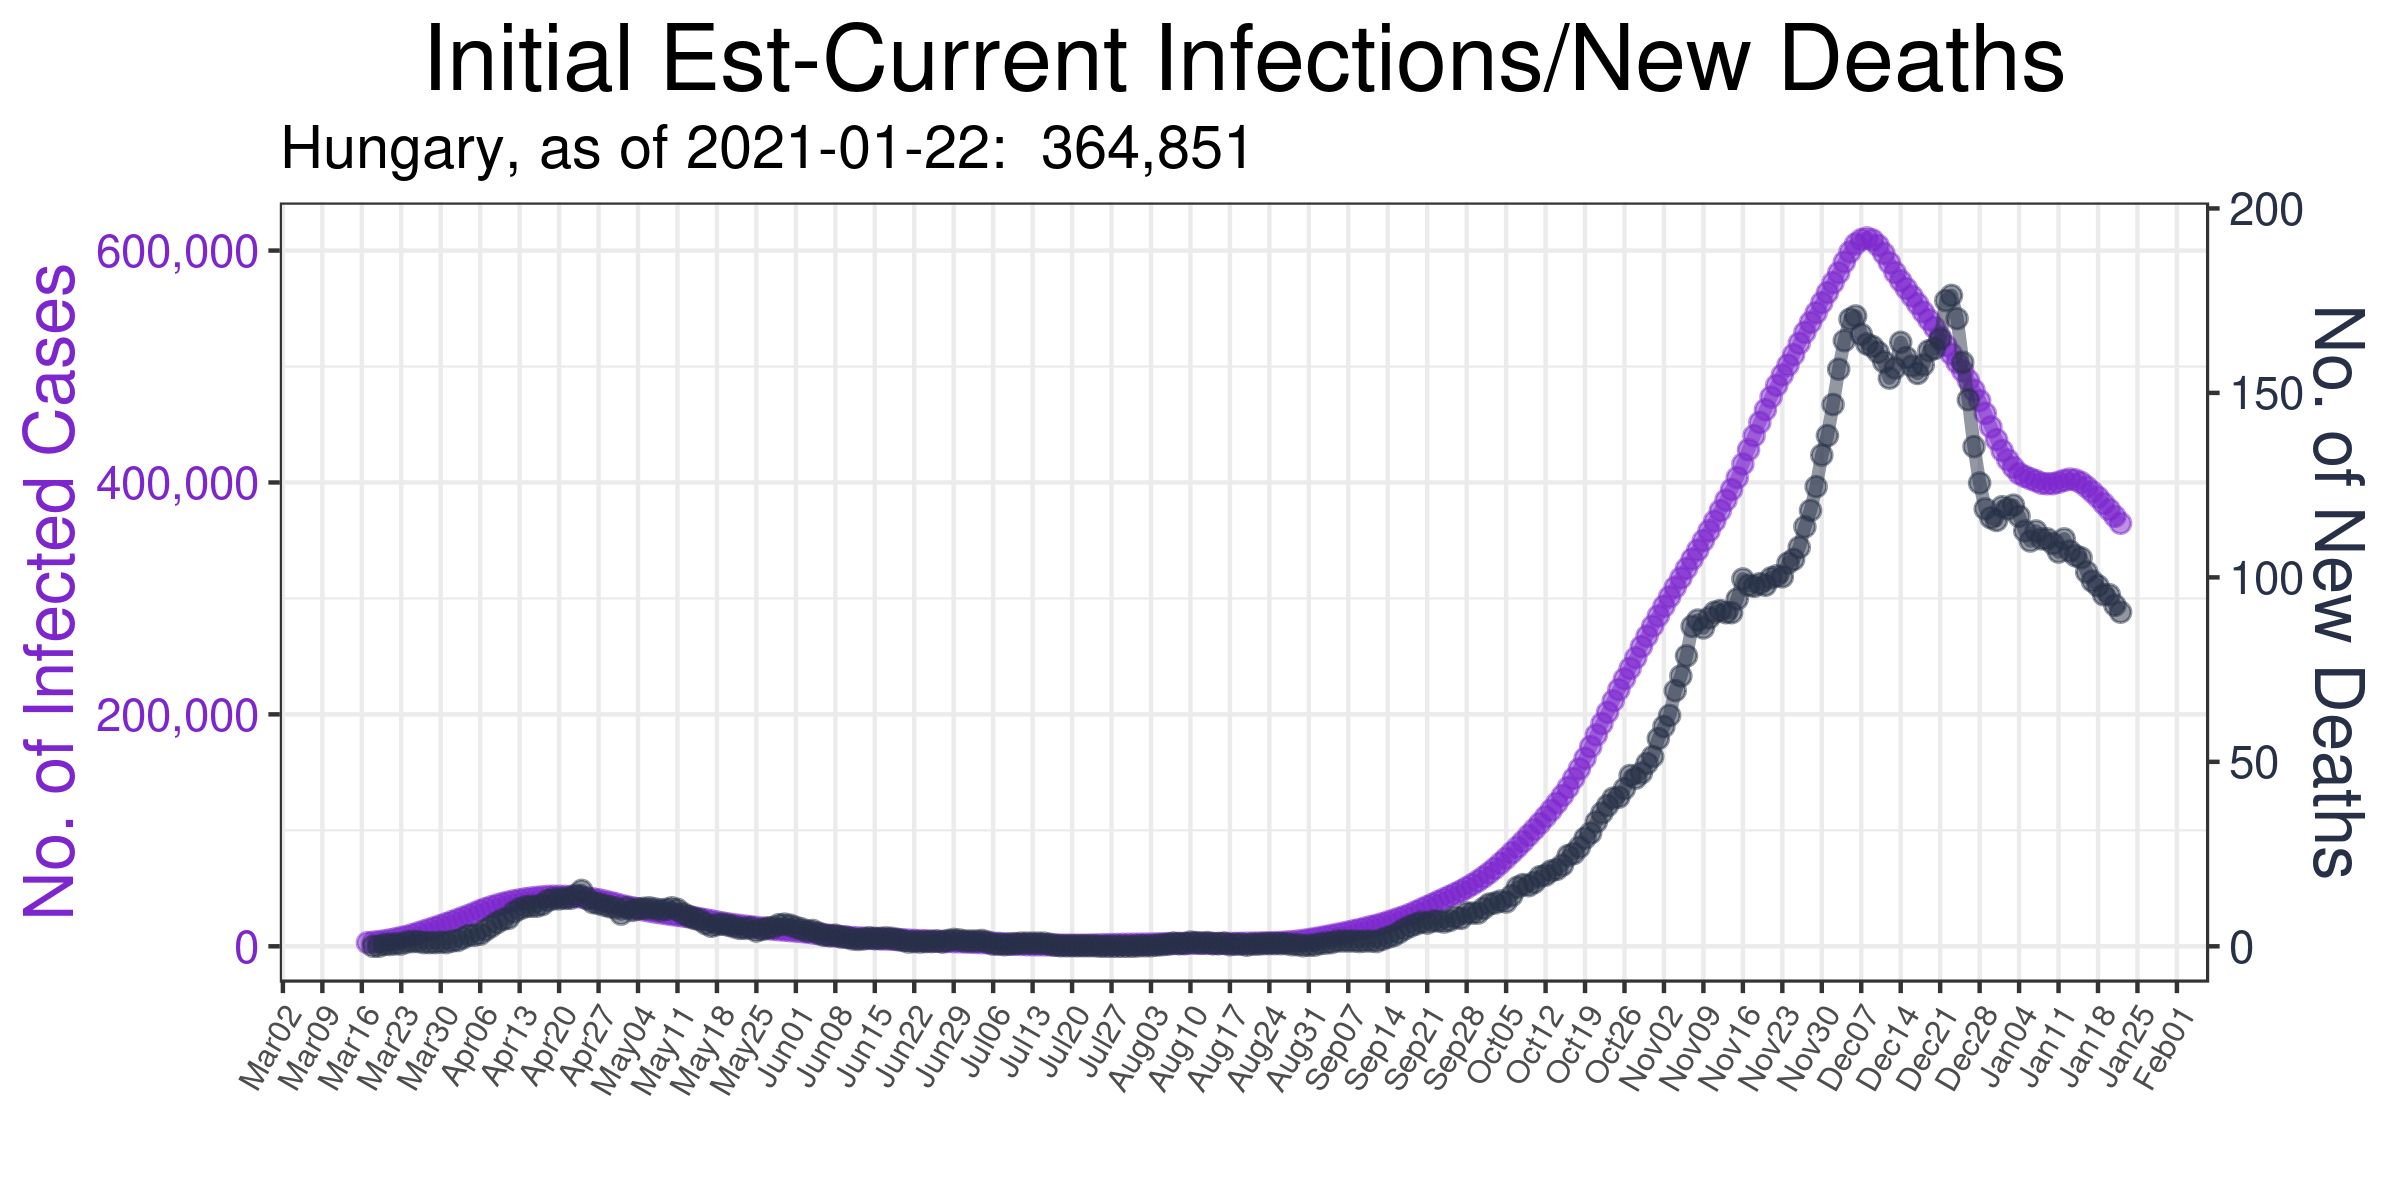 Initial Est-Current Infections/New Deaths
Hungary, as of 2021-01-22:  364,851
No. of Infected Cases
600,000
400,000
200,000
0
200
150
100
50
0
No. of New Deaths
Mar02
Mar09
Mar16
Mar23
Mar30
Apr06
Apr13
Apr20
Apr27
May04
May11
May18
May25
Jun01
Jun08
Jun15
Jun22
Jun29
Jul06
Jul13
Jul20
Jul27
Aug03
Aug10
Aug17
Aug24
Aug31
Sep07
Sep14
Sep21
Sep28
Oct05
Oct12
Oct19
Oct26
Nov02
Nov09
Nov16
Nov23
Nov30
Dec07
Dec14
Dec21
Dec28
Jan04
Jan11
Jan18
Jan25
Feb01